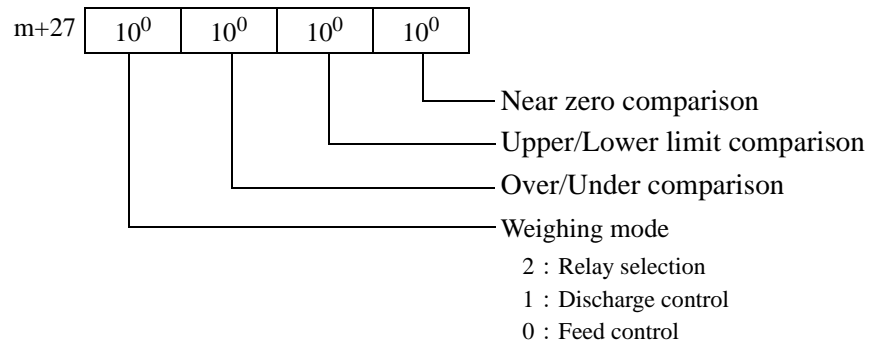 m+27 10⁰ 10⁰ 10⁰ 10⁰
Near zero comparison
Upper/Lower limit comparison
Over/Under comparison
Weighing mode
2 : Relay selection
1 : Discharge control
0 : Feed control